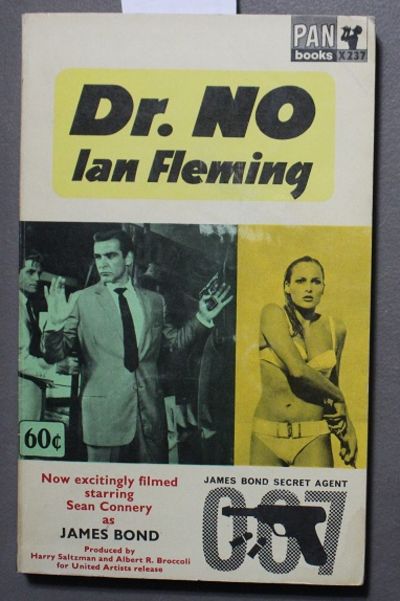 PAN
books X237
Dr. NO
Ian Fleming
60¢
Now excitingly filmed
starring
Sean Connery
as
JAMES BOND
Produced by
Harry Saltzman and Albert R. Broccoli
for United Artists release
JAMES BOND SECRET AGENT
007